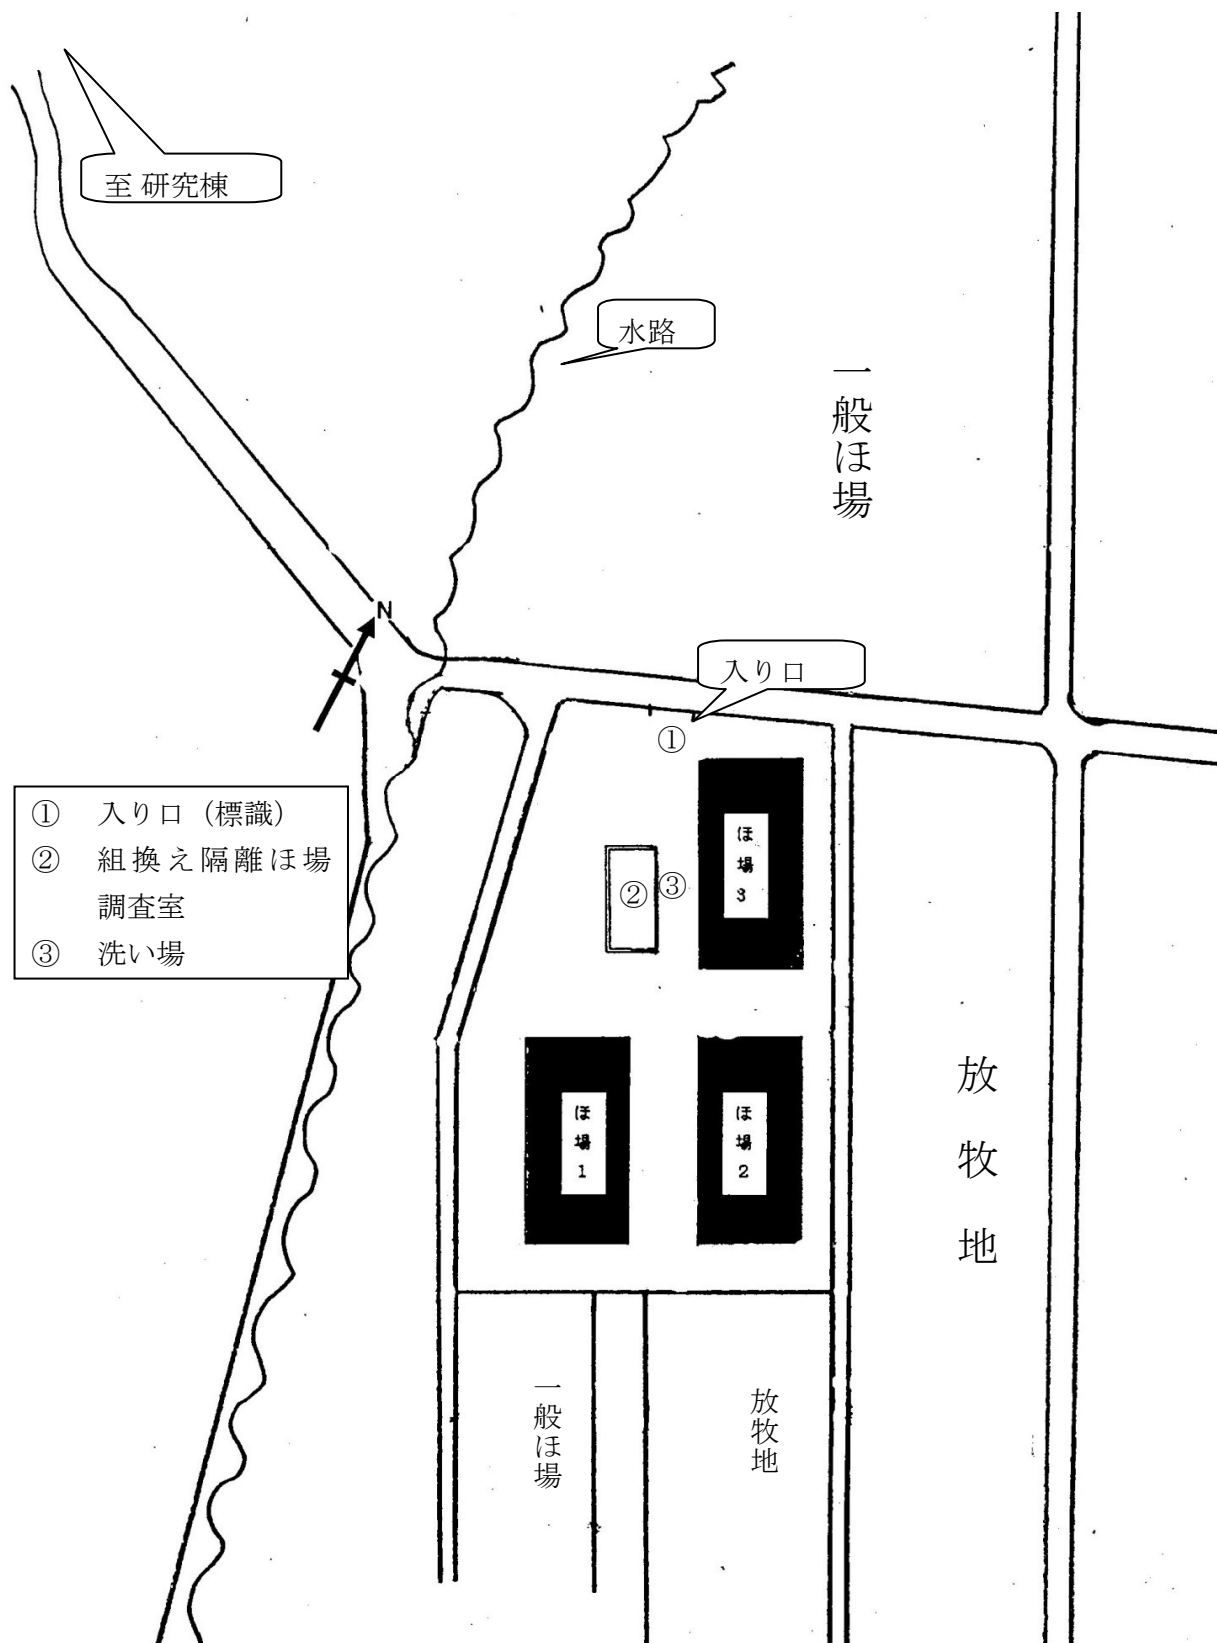 至 研究棟
水路
一般ほ場
N
入り口
①
① 入り口（標識）
② 組換え隔離ほ場
調査室
③ 洗い場
ほ場3
②
③
ほ場1
ほ場2
放牧地
一般ほ場
放牧地